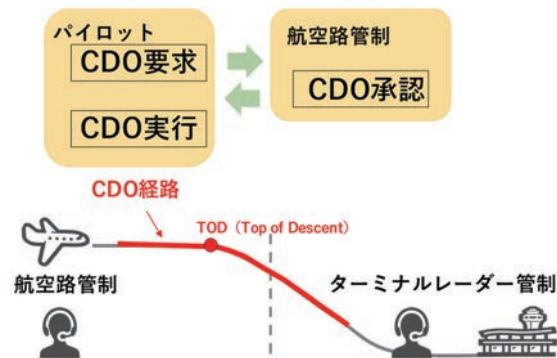 パイロット
CDO要求
CDO実行
航空路管制
CDO承認
CDO経路
TOD（Top of Descent）
航空路管制
ターミナルレーダー管制